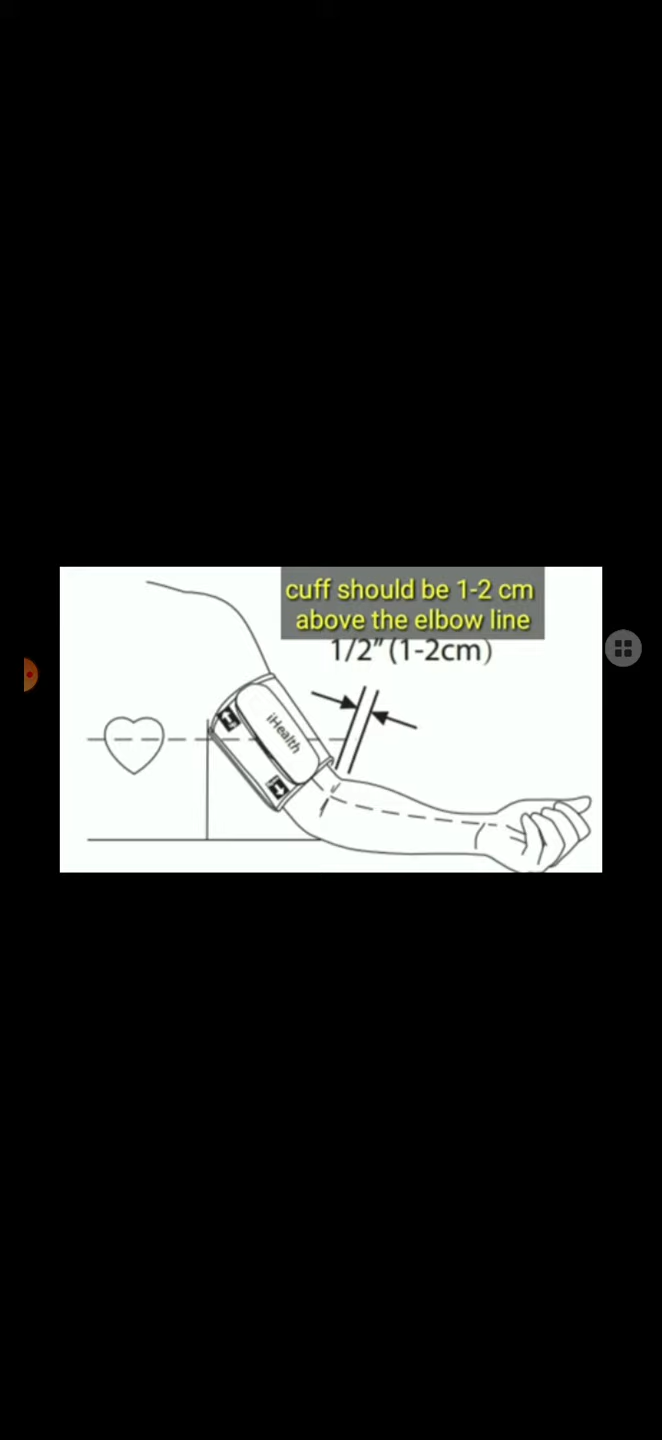 cuff should be 1-2 cm
above the elbow line
1/2" (1-2cm)
iHealth